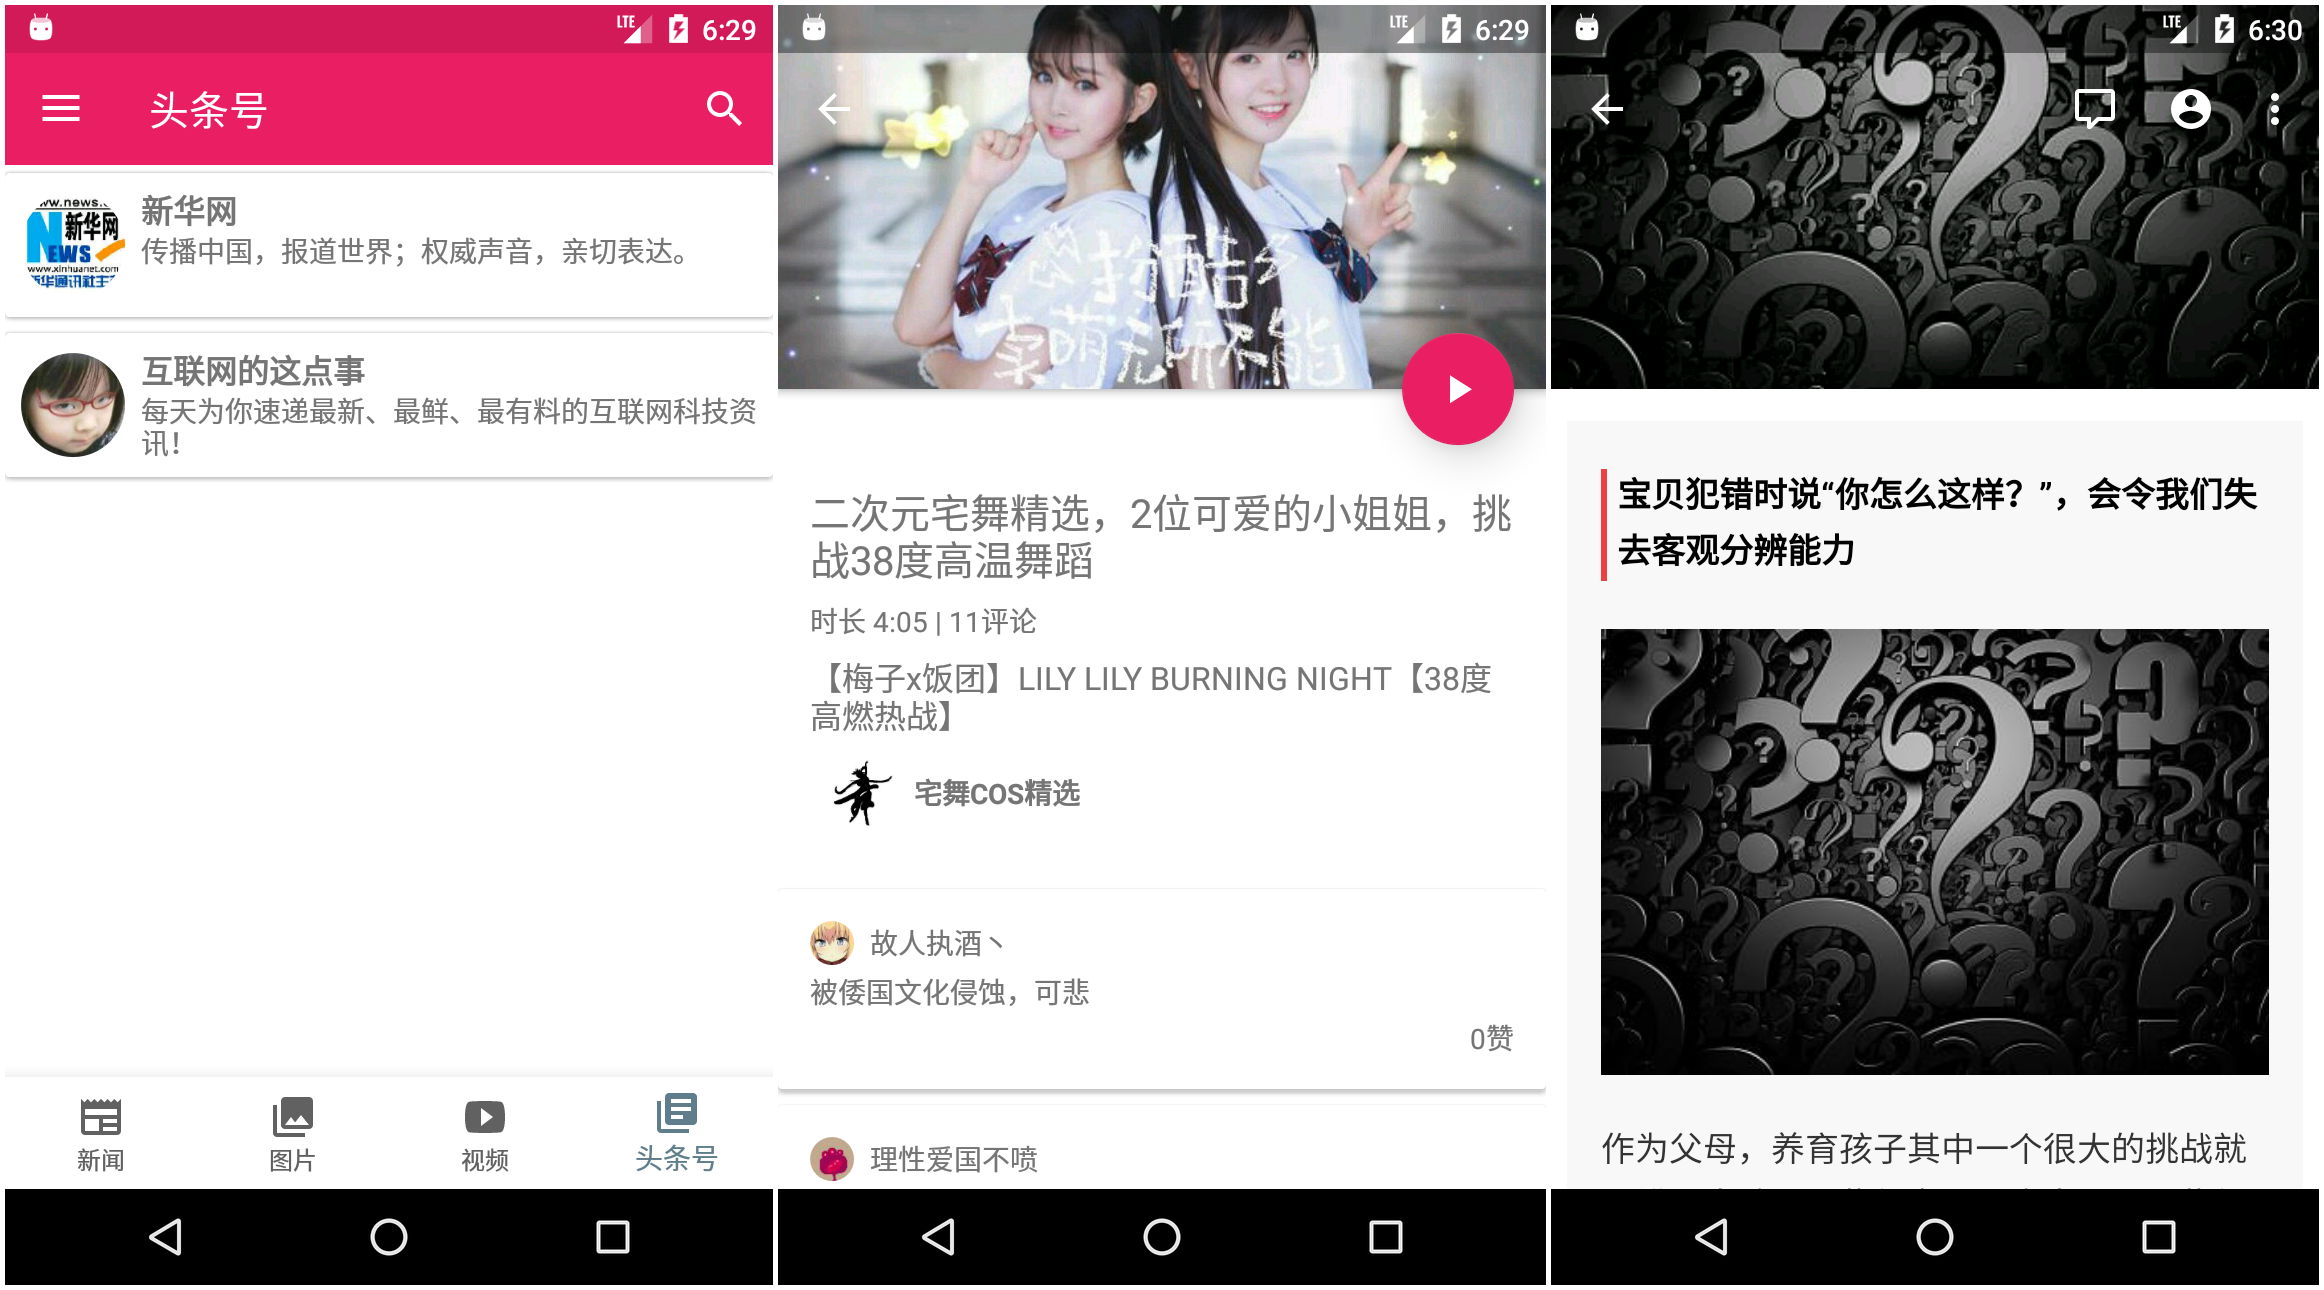 LTE 6:29
头条号
ww.news.
新华网
NEWS
www.xinhuanet.com
新华通讯社主
新华网
传播中国，报道世界；权威声音，亲切表达。
互联网的这点事
每天为你速递最新、最鲜、最有料的互联网科技资
讯！
新闻
图片
视频
头条号
LTE 6:29
卖萌无所不能
二次元宅舞精选，2位可爱的小姐姐，挑
战38度高温舞蹈
时长 4:05 | 11评论
【梅子x饭团】LILY LILY BURNING NIGHT【38度
高燃热战】
舞
宅舞COS精选
故人执酒丶
被倭国文化侵蚀，可悲
0赞
理性爱国不喷
LTE 6:30
宝贝犯错时说“你怎么这样？”，会令我们失
去客观分辨能力
作为父母，养育孩子其中一个很大的挑战就